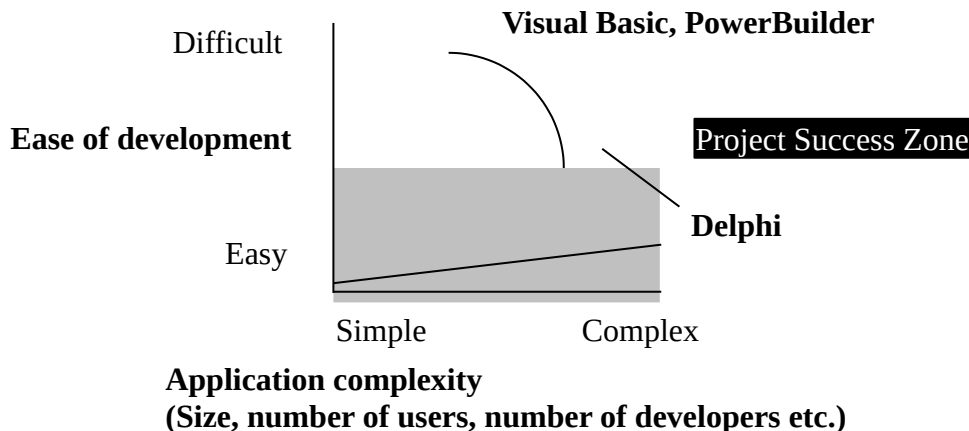 Visual Basic, PowerBuilder
Difficult
Ease of development
Project Success Zone
Delphi
Easy
Simple
Complex
Application complexity
(Size, number of users, number of developers etc.)